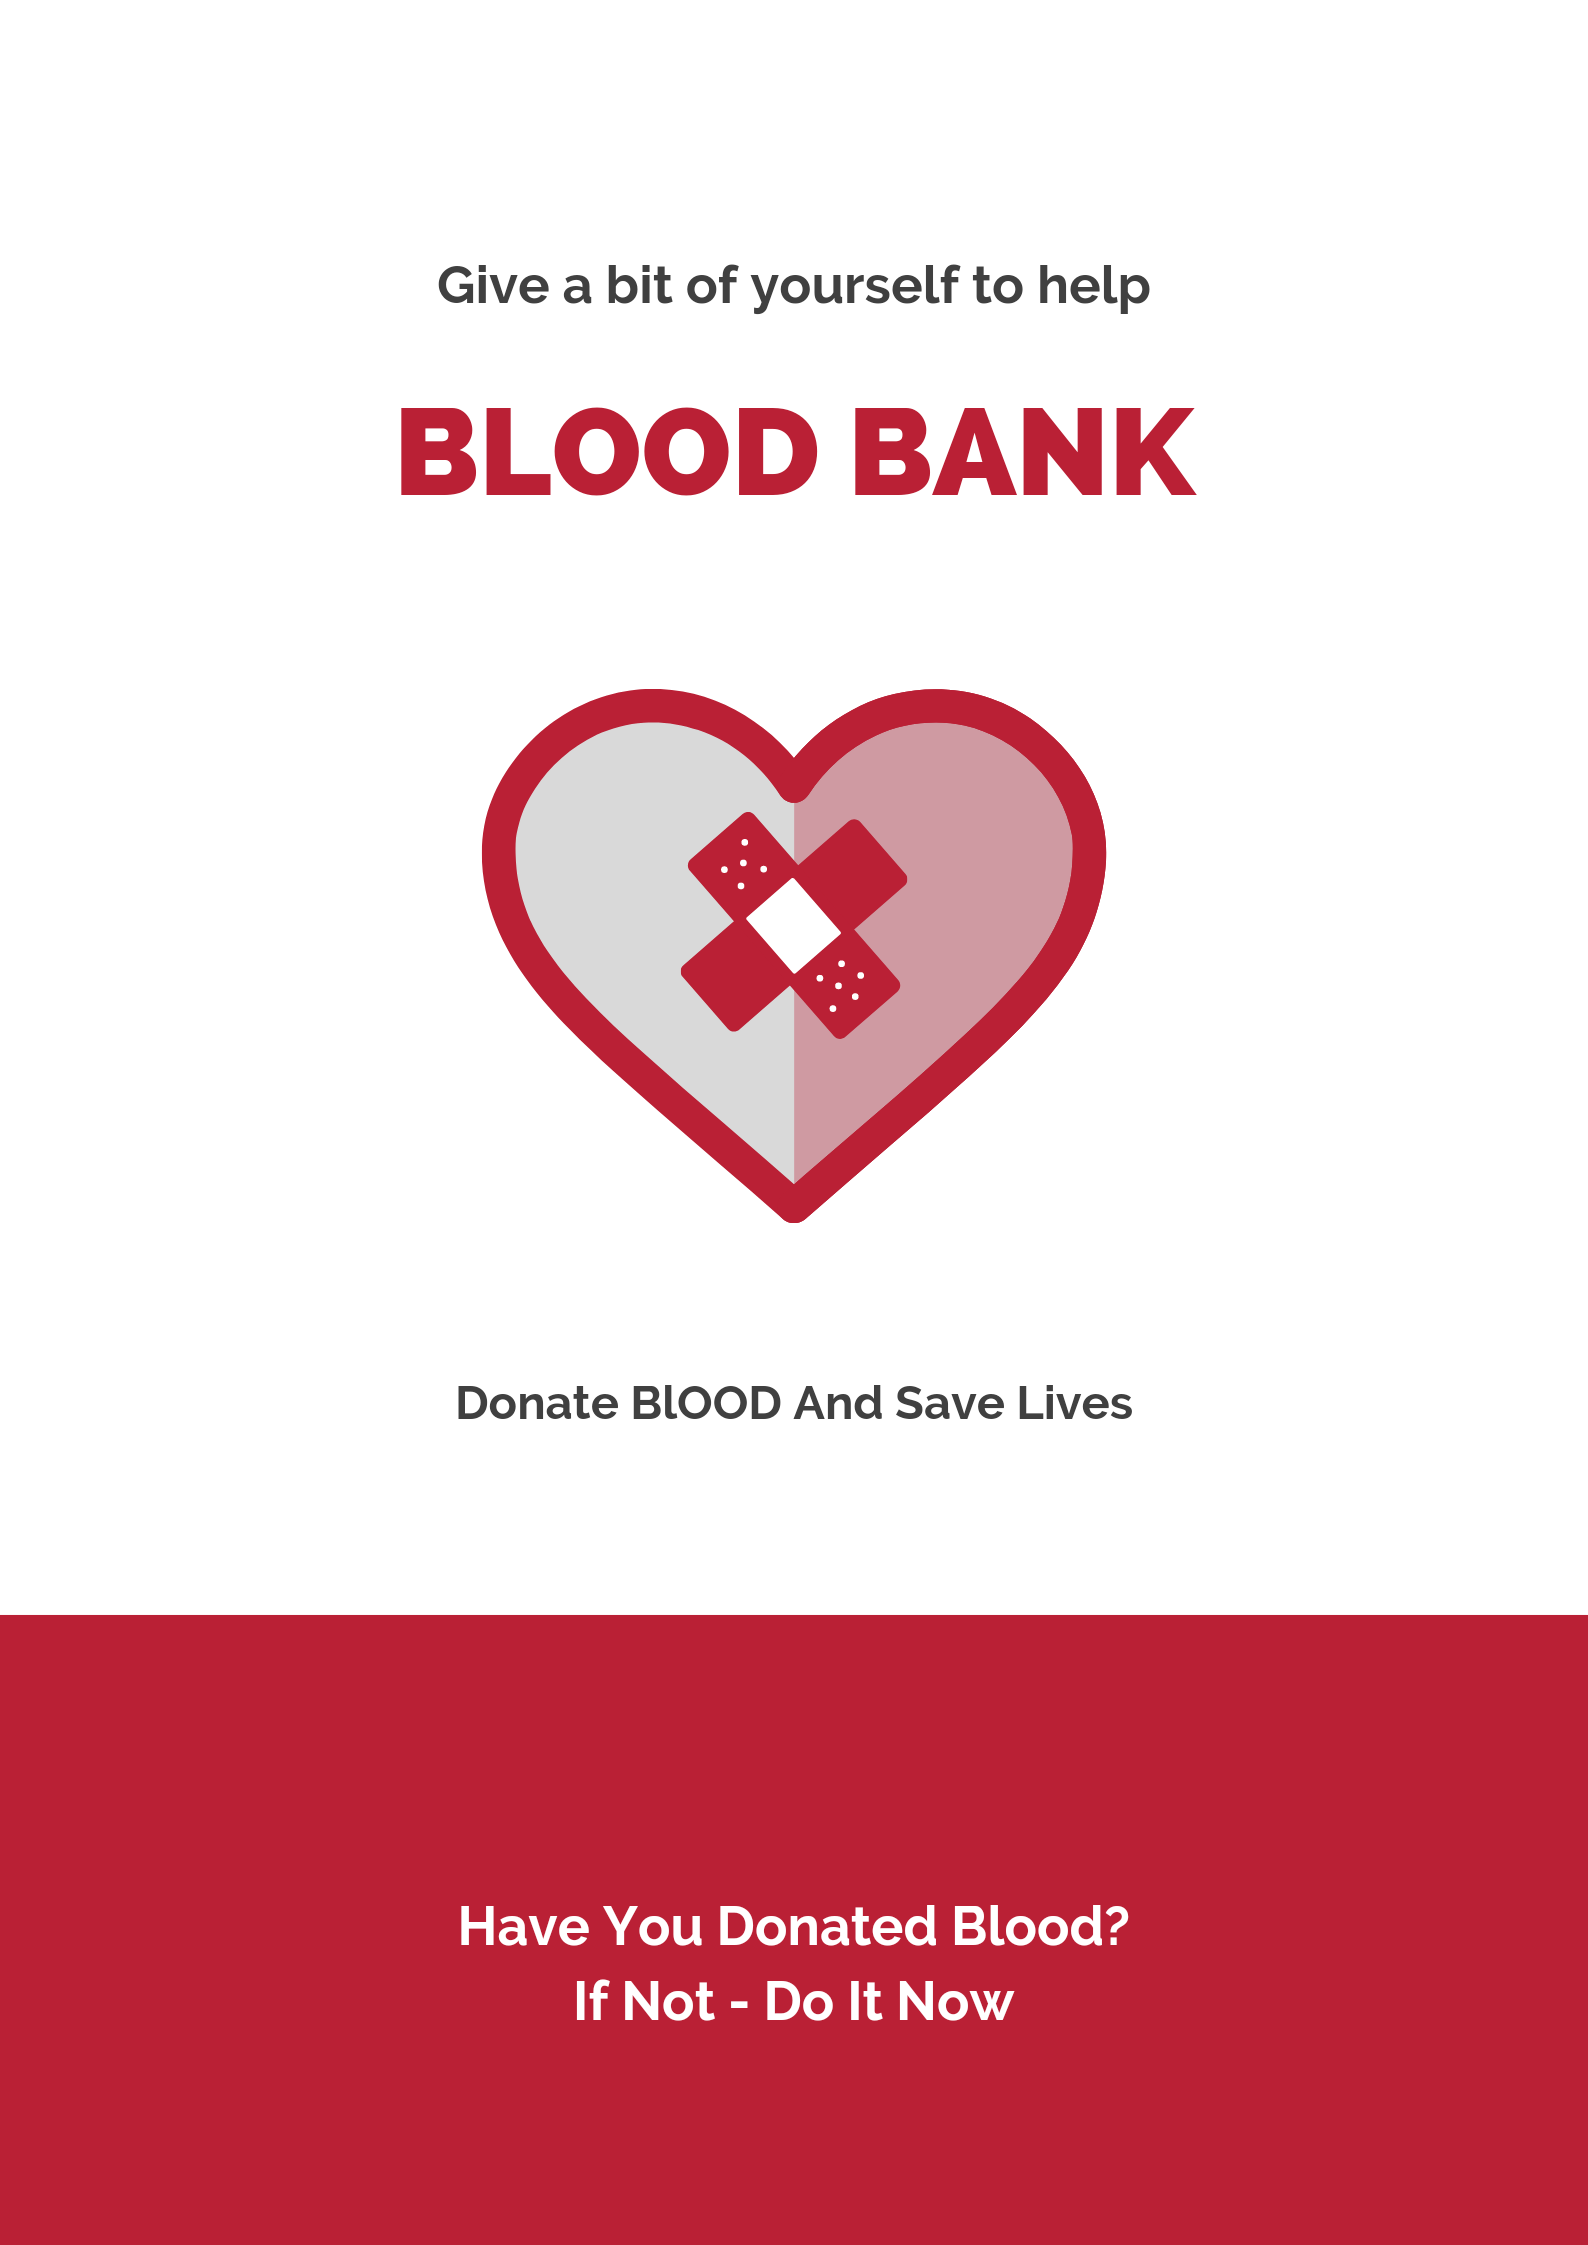 Give a bit of yourself to help
BLOOD BANK
Donate BlOOD And Save Lives
Have You Donated Blood?
If Not - Do It Now